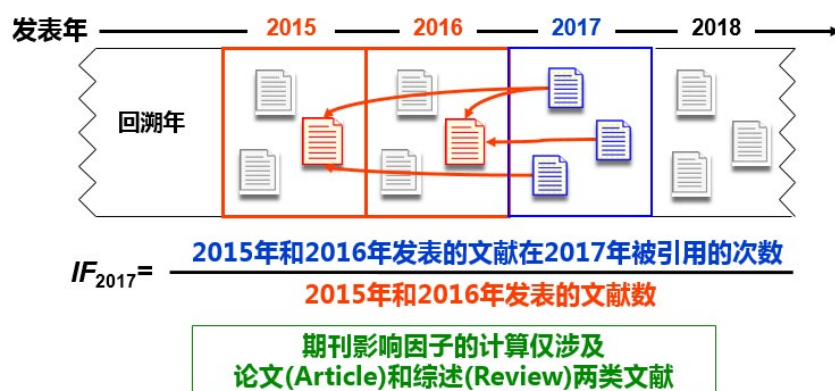 发表年 2015 2016 2017 2018
回溯年
2015年和2016年发表的文献在2017年被引用的次数
IF2017=
2015年和2016年发表的文献数
期刊影响因子的计算仅涉及
论文(Article)和综述(Review)两类文献